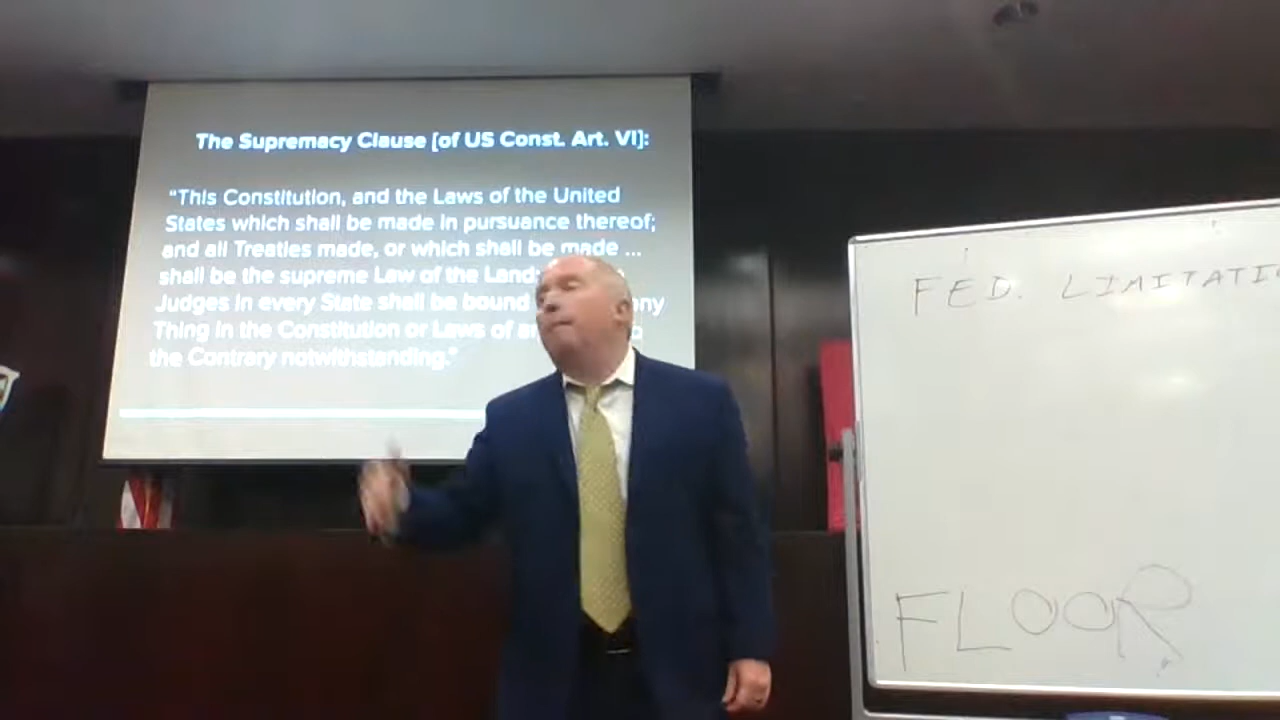 The Supremacy Clause [of US Const. Art. VI]:
"This Constitution, and the Laws of the United
States which shall be made in pursuance thereof;
and all Treaties made, or which shall be made ...
shall be the supreme Law of the Land;
Judges in every State shall be bound any
Thing in the Constitution or Laws of
the Contrary notwithstanding."
FED. LIMITATI
FLOOR